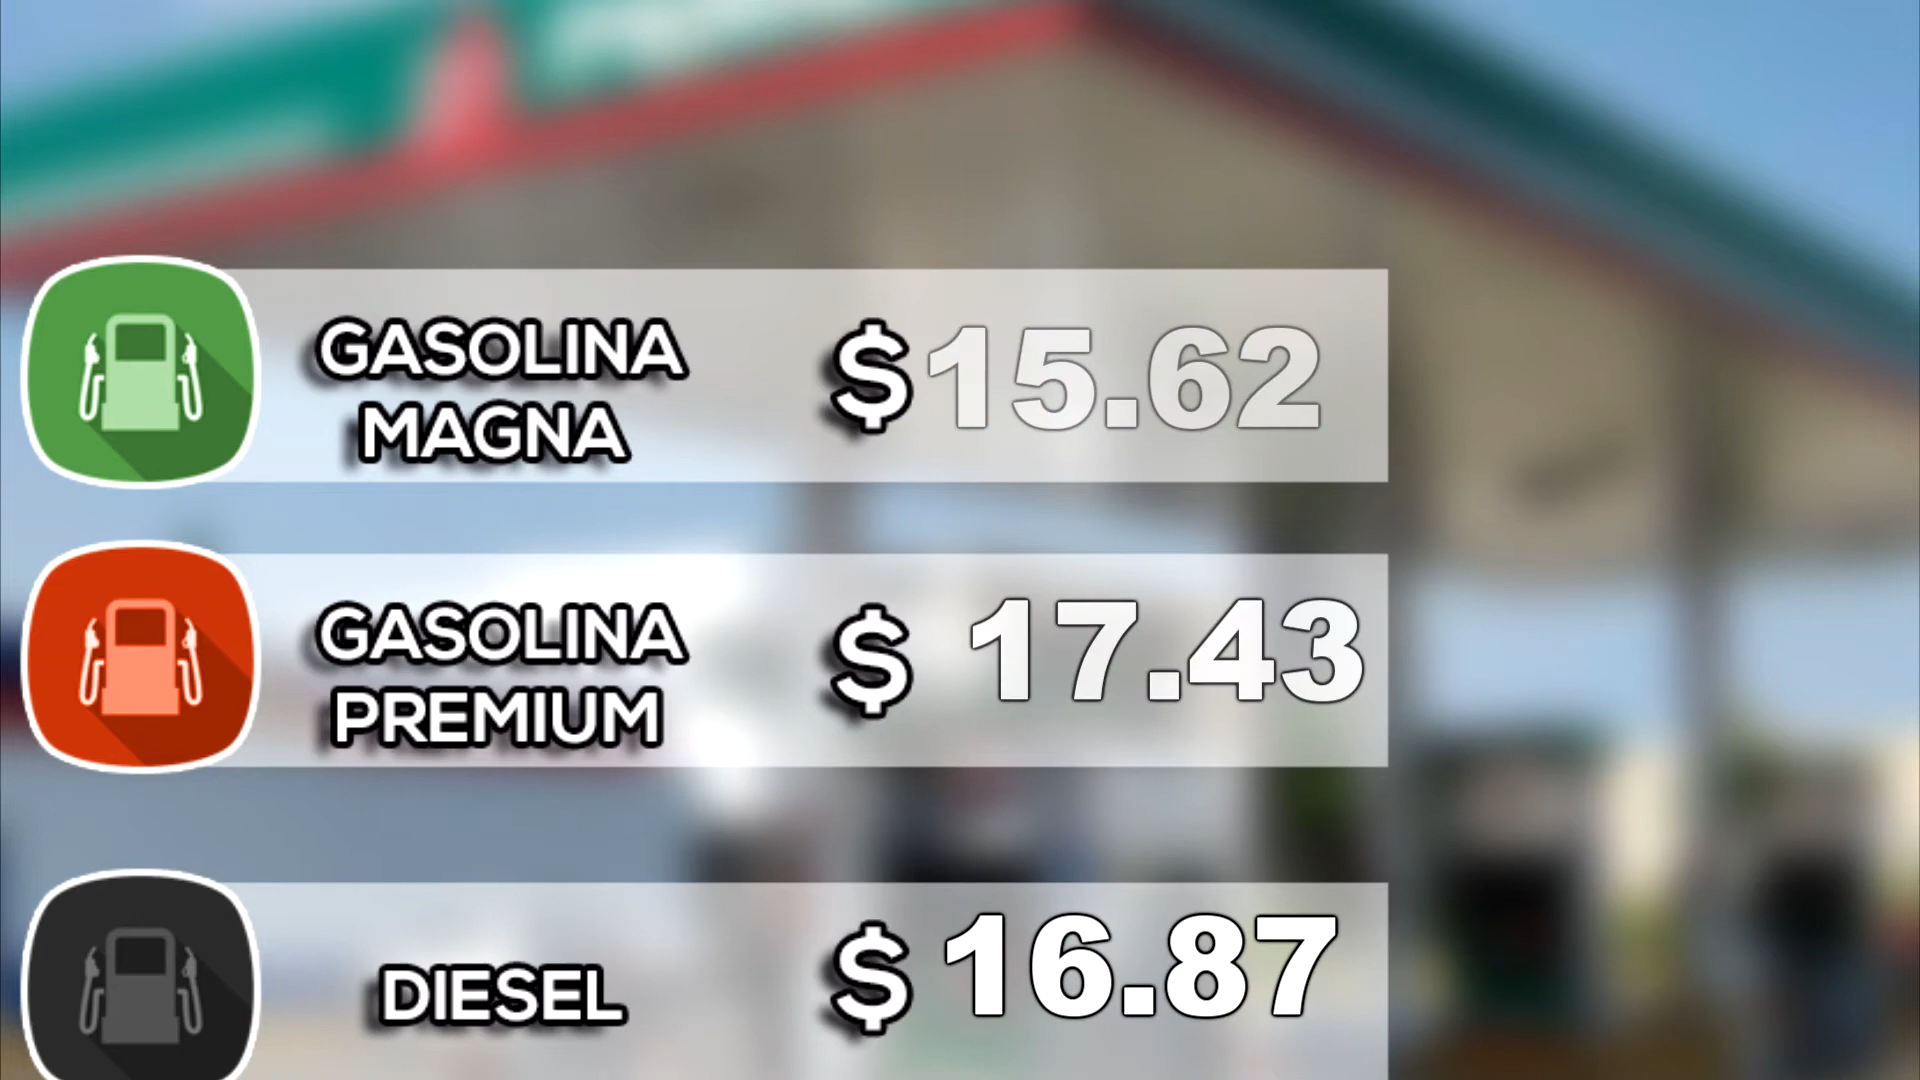 GASOLINA
MAGNA
$15.62
GASOLINA
PREMIUM
$ 17.43
DIESEL
$ 16.87